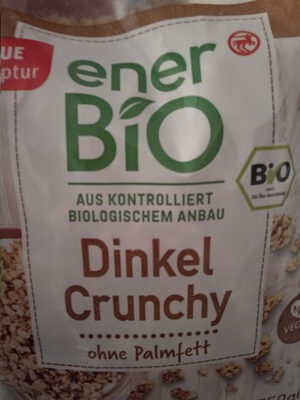 ener
BiO
AUS KONTROLLIERT
BIOLOGISCHEM ANBAU
Bio
Dinkel
Crunchy
ohne Palmfett